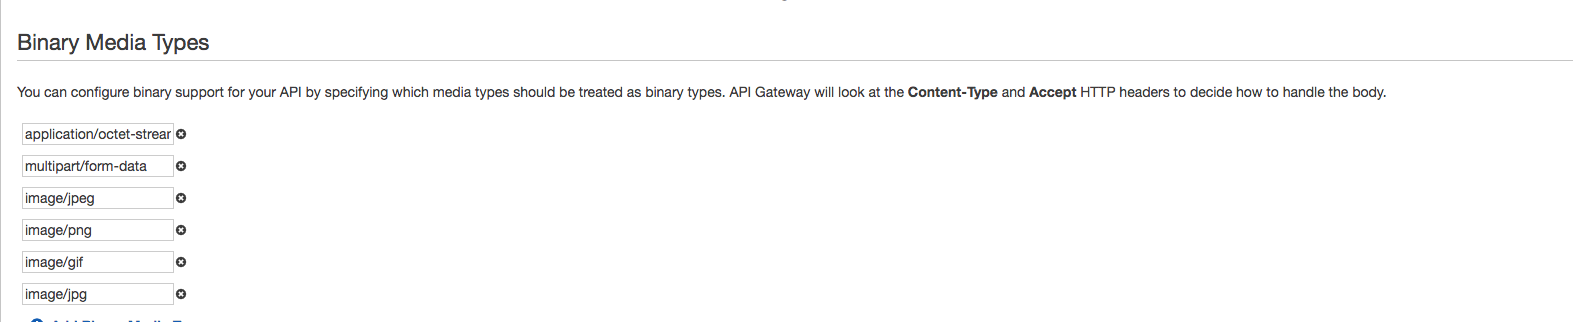 Binary Media Types
You can configure binary support for your API by specifying which media types should be treated as binary types. API Gateway will look at the Content-Type and Accept HTTP headers to decide how to handle the body.
application/octet-strear
multipart/form-data
image/jpeg
image/png
image/gif
image/jpg